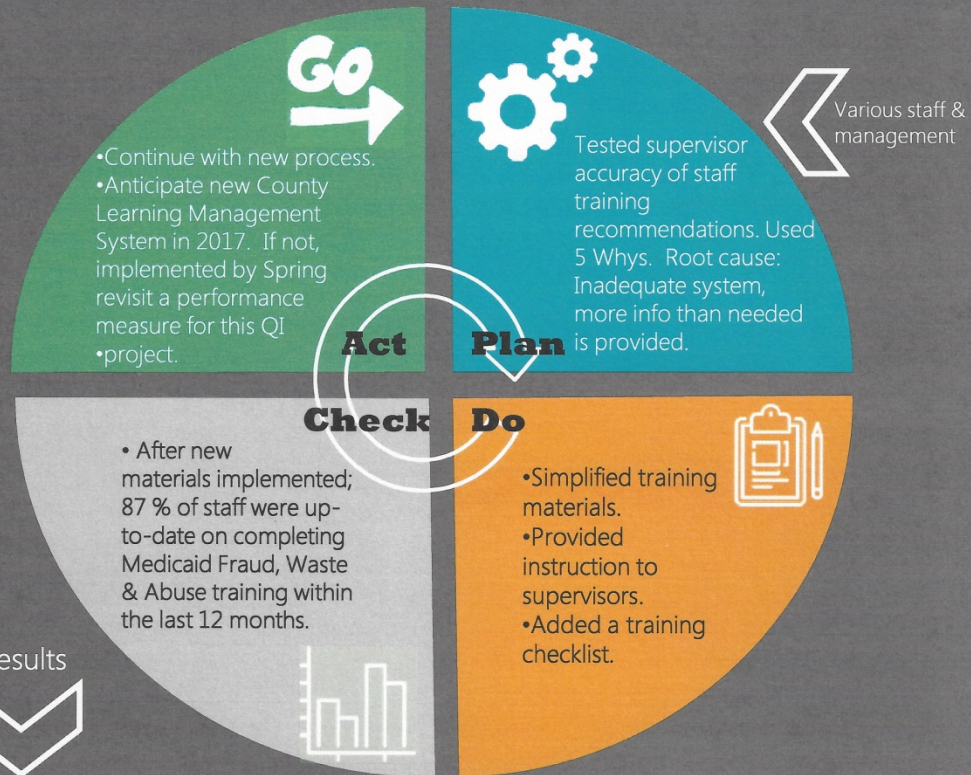 GO
•Continue with new process.
•Anticipate new County
Learning Management
System in 2017.  If not,
implemented by Spring
revisit a performance
measure for this QI
•project.
Act
Tested supervisor
accuracy of staff
training
recommendations. Used
5 Whys.  Root cause:
Inadequate system,
more info than needed
is provided.
Plan
Various staff &
management
Check
• After new
materials implemented;
87 % of staff were up-
to-date on completing
Medicaid Fraud, Waste
& Abuse training within
the last 12 months.
Do
•Simplified training
materials.
•Provided
instruction to
supervisors.
•Added a training
checklist.
esults